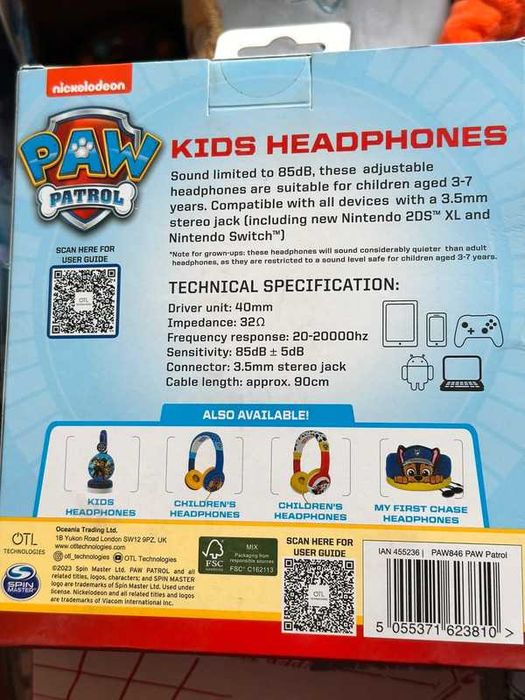 nickelodeon
PAW
PATROL
KIDS HEADPHONES
Sound limited to 85dB, these adjustable
headphones are suitable for children aged 3-7
years. Compatible with all devices with a 3.5mm
stereo jack (including new Nintendo 2DS™ XL and
Nintendo Switch™)
*Note for grown-ups: these headphones will sound considerably quieter than adult
headphones, as they are restricted to a sound level safe for children aged 3-7 years.
SCAN HERE FOR
USER GUIDE
OTL
TECHNICAL SPECIFICATION:
Driver unit: 40mm
Impedance: 32Ω
Frequency response: 20-20000hz
Sensitivity: 85dB ± 5dB
Connector: 3.5mm stereo jack
Cable length: approx. 90cm
ALSO AVAILABLE!
KIDS
HEADPHONES
CHILDREN'S
HEADPHONES
CHILDREN'S
HEADPHONES
MY FIRST CHASE
HEADPHONES
OTL
TECHNOLOGIES
Oceania Trading Ltd.
1B Yukon Road London SW12 9PZ, UK
www.otltechnologies.com
otl_technologies OTL Technologies
SPIN
MASTER
©2023 Spin Master Ltd. PAW PATROL and all
related titles, logos, characters; and SPIN MASTER
logo are trademarks of Spin Master Ltd. Used under
license. Nickelodeon and all related titles and logos
are trademarks of Viacom International Inc.
FSC
MIX
Packaging from
responsible sources
FSC® C162113
SCAN HERE FOR
USER GUIDE
OTL
IAN 455236 | PAW846 PAW Patrol
5 055371 623810 >